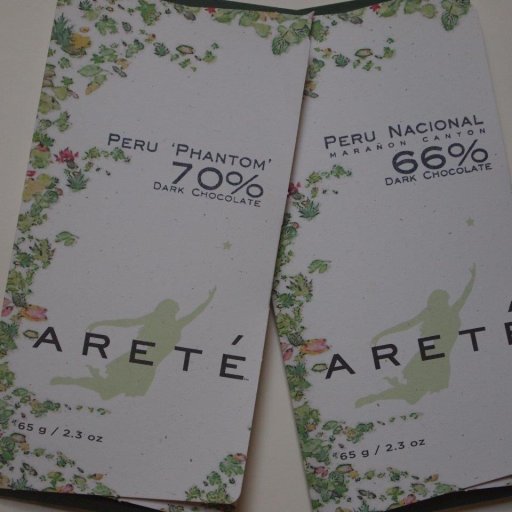 PERU 'PHANTOM'
70%
DARK CHOCOLATE
ARETÉ
65 g / 2.3 oz
PERU NACIONAL
MARAÑON CANYON
66%
DARK CHOCOLATE
ARETÉ
65 g / 2.3 oz